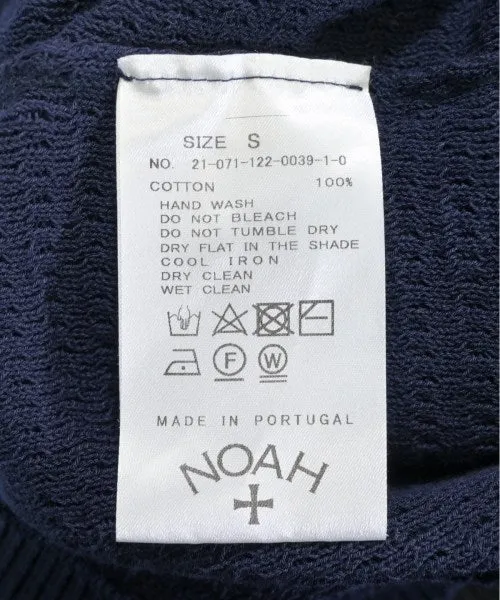 SIZE S
NO. 21-071-122-0039-1-0
COTTON 100%
HAND WASH
DO NOT BLEACH
DO NOT TUMBLE DRY
DRY FLAT IN THE SHADE
COOL IRON
DRY CLEAN
WET CLEAN
F W
MADE IN PORTUGAL
NOAH